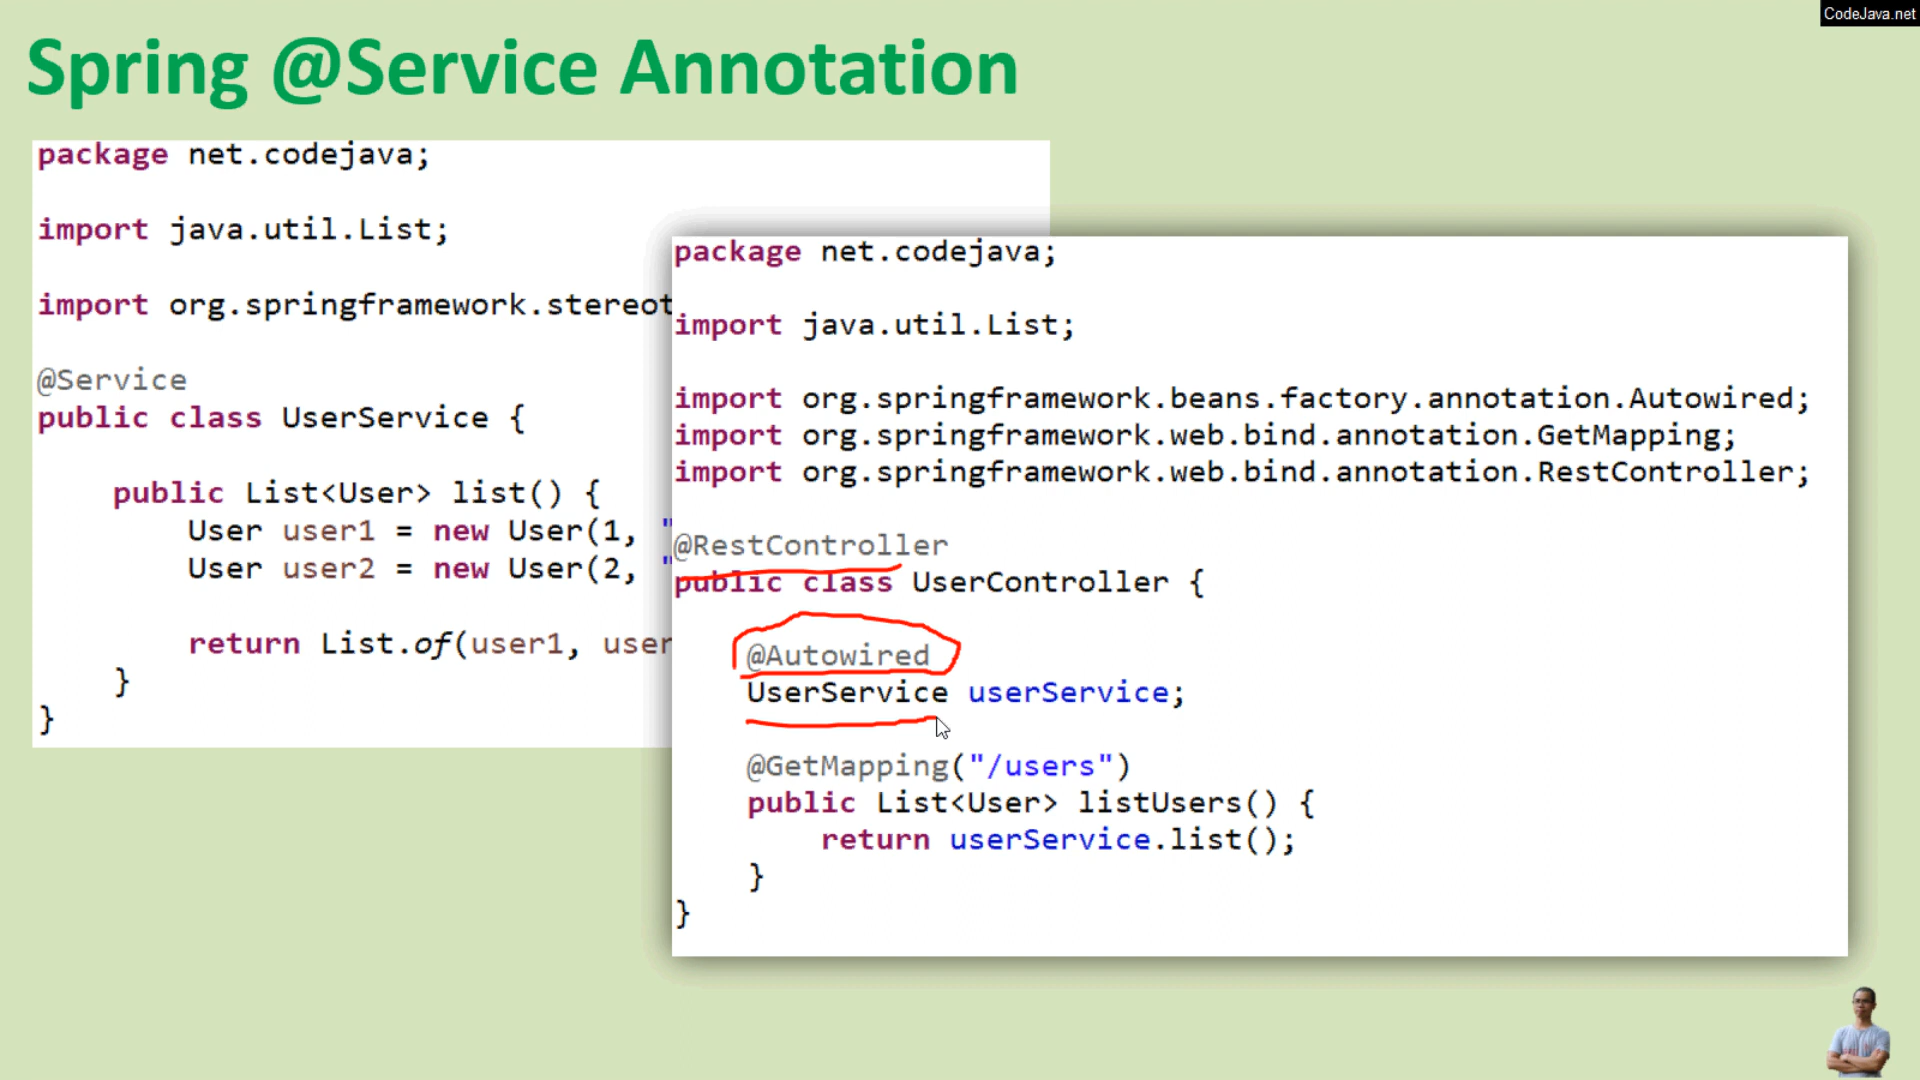 CodeJava.net
Spring @Service Annotation
package net.codejava;
import java.util.List;
import org.springframework.
@Service
public class UserService {
public List<User> list() {
User user1 = new User(1, "
User user2 = new User(2, "
return List.of(user1,
}
}
package net.codejava;
import java.util.List;
import org.springframework.beans.factory.annotation.Autowired;
import org.springframework.web.bind.annotation.GetMapping;
import org.springframework.web.bind.annotation.RestController;
@RestController
public class UserController {
@Autowired
UserService userService;
@GetMapping("/users")
public List<User> listUsers() {
return userService.list();
}
}